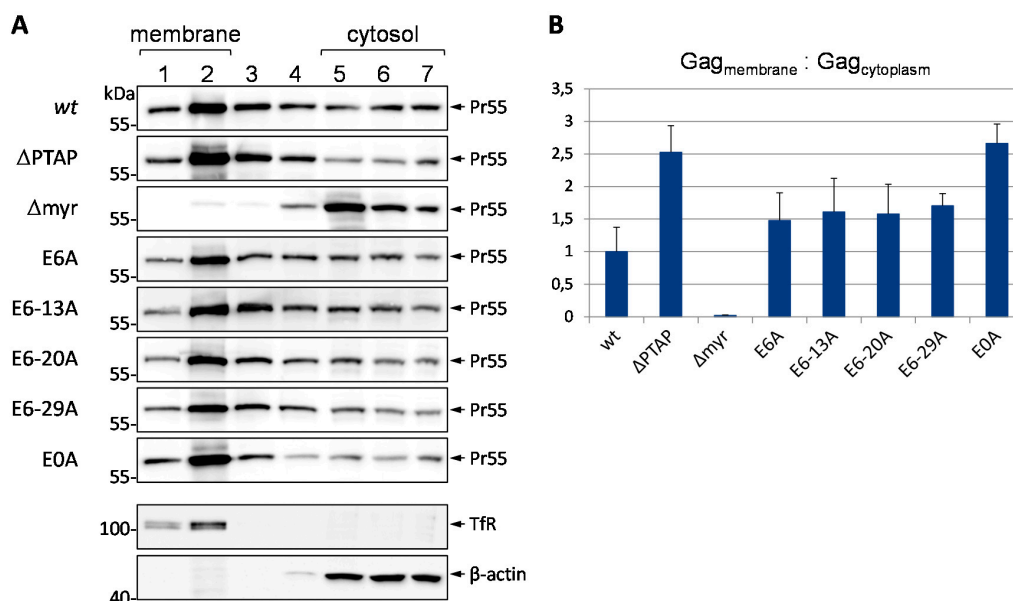 A
membrane cytosol
1 2 3 4 5 6 7
kDa
wt 55- Pr55
ΔPTAP 55- Pr55
Δmyr 55- Pr55
E6A 55- Pr55
E6-13A 55- Pr55
E6-20A 55- Pr55
E6-29A 55- Pr55
E0A 55- Pr55
100- TfR
40- β-actin
B
Gagmembrane : Gagcytoplasm
3,5
3
2,5
2
1,5
1
0,5
0
wt ΔPTAP Δmyr E6A E6-13A E6-20A E6-29A E0A